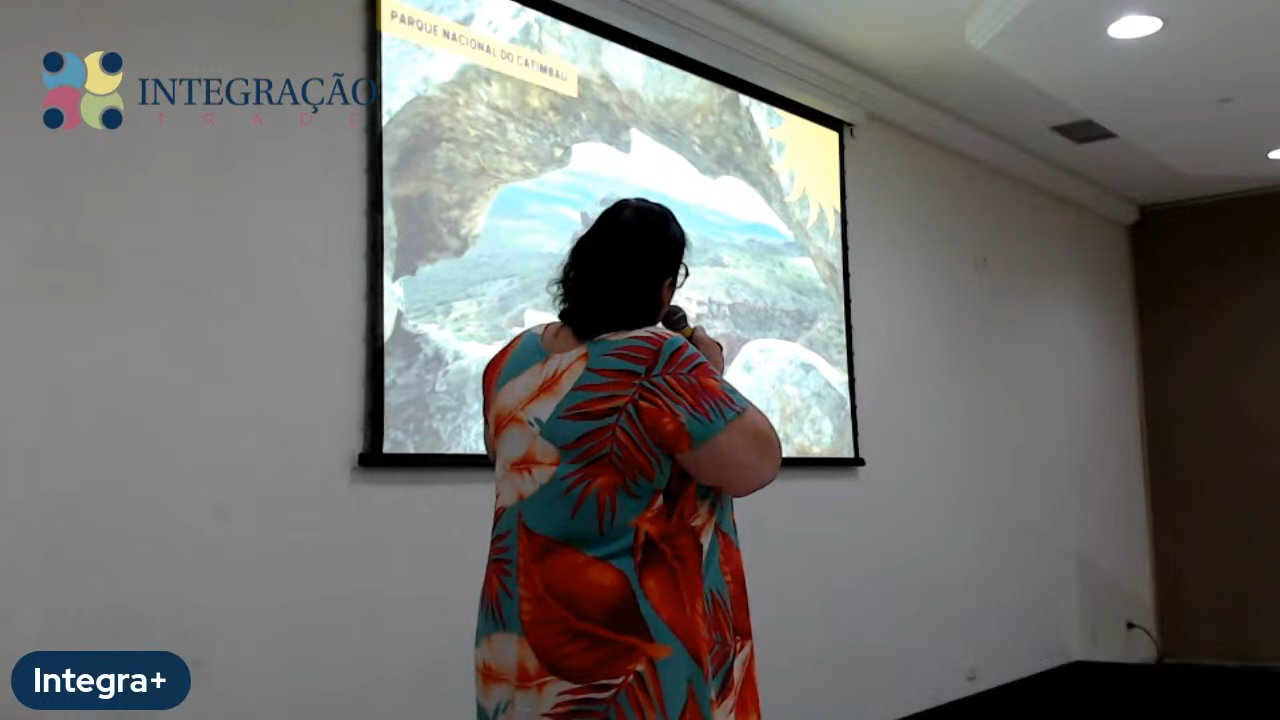 PARQUE NACIONAL DO CATIMBAU
INTEGRAÇÃO
TRADE
Integra+